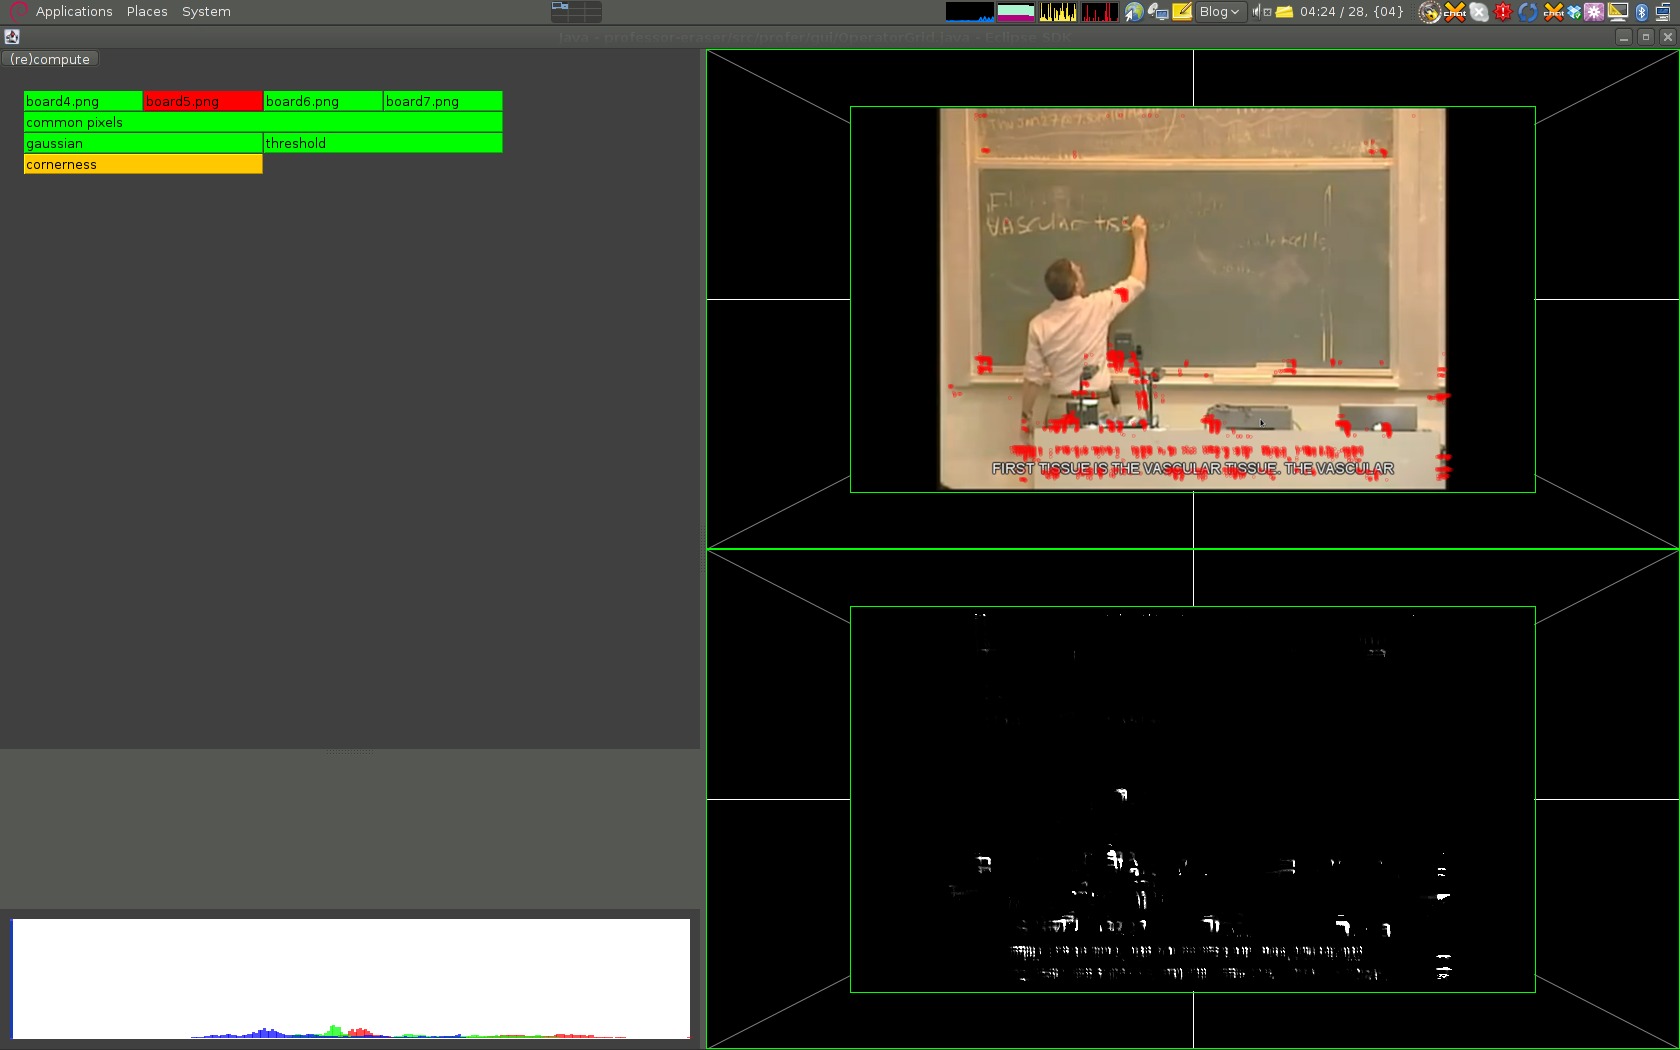 Applications Places System
Blog
04:24 / 28, {04}
Java - professor-eraser/src/profer/gui/OperatorGrid.java - Eclipse SDK
(re)compute
board4.png board5.png board6.png board7.png
common pixels
gaussian threshold
cornerness
VASCULAR TISS
FIRST TISSUE IS THE VASCULAR TISSUE. THE VASCULAR